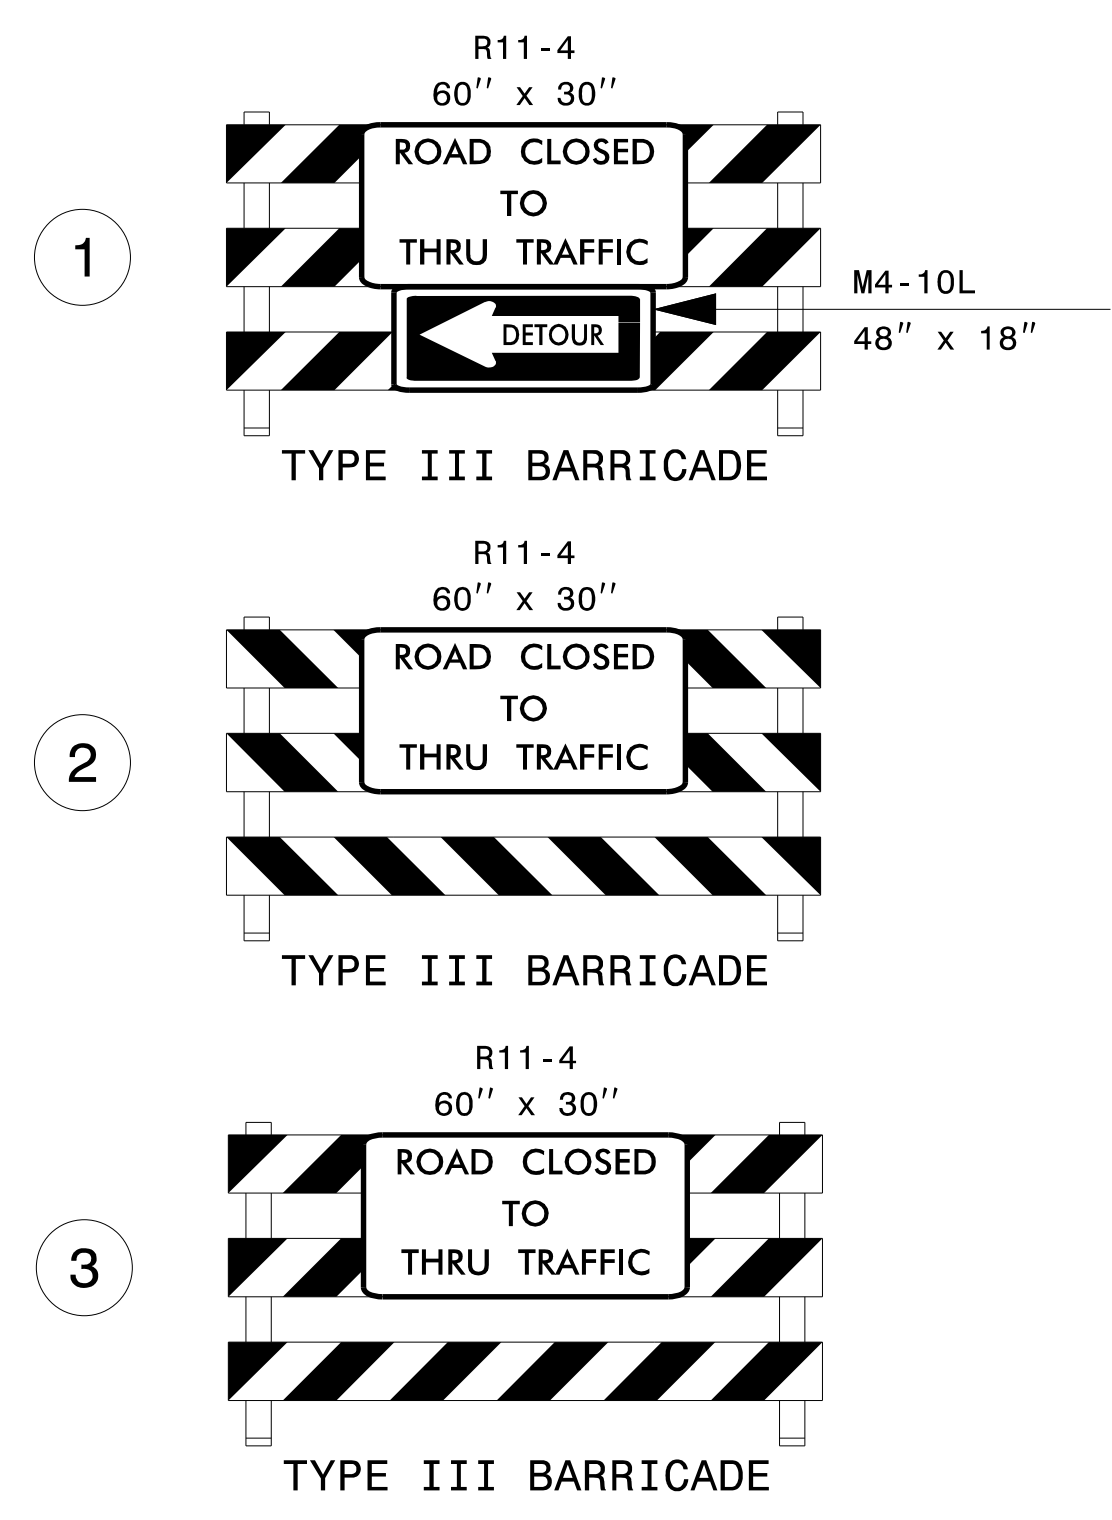 R11-4
60" x 30"
ROAD CLOSED
TO
THRU TRAFFIC
1
M4-10L
48" x 18"
DETOUR
TYPE III BARRICADE
R11-4
60" x 30"
ROAD CLOSED
TO
THRU TRAFFIC
2
TYPE III BARRICADE
R11-4
60" x 30"
ROAD CLOSED
TO
THRU TRAFFIC
3
TYPE III BARRICADE